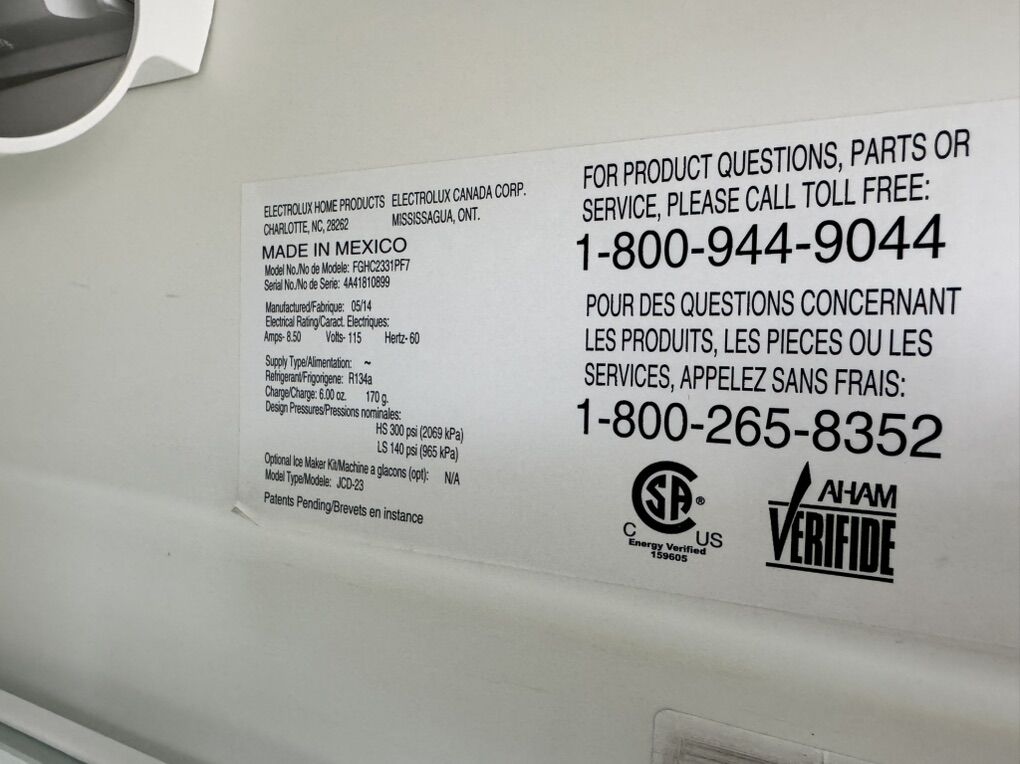 ELECTROLUX HOME PRODUCTS ELECTROLUX CANADA CORP.
CHARLOTTE, NC, 28262 MISSISSAGUA, ONT.
MADE IN MEXICO
Model No./No de Modele: FGHC2331PF7
Serial No./No de Serie: 4A41810899
Manufactured/Fabrique: 05/14
Electrical Rating/Caract. Electriques:
Amps- 8.50 Volts- 115 Hertz- 60
Supply Type/Alimentation: ~
Refrigerant/Frigorigene: R134a
Charge/Charge: 6.00 oz. 170 g.
Design Pressures/Pressions nominales:
HS 300 psi (2069 kPa)
LS 140 psi (965 kPa)
Optional Ice Maker Kit/Machine a glacons (opt): N/A
Model Type/Modele: JCD-23
Patents Pending/Brevets en instance
FOR PRODUCT QUESTIONS, PARTS OR
SERVICE, PLEASE CALL TOLL FREE:
1-800-944-9044
POUR DES QUESTIONS CONCERNANT
LES PRODUITS, LES PIECES OU LES
SERVICES, APPELEZ SANS FRAIS:
1-800-265-8352
CSA®
C US
Energy Verified
159605
AHAM
VERIFIDE